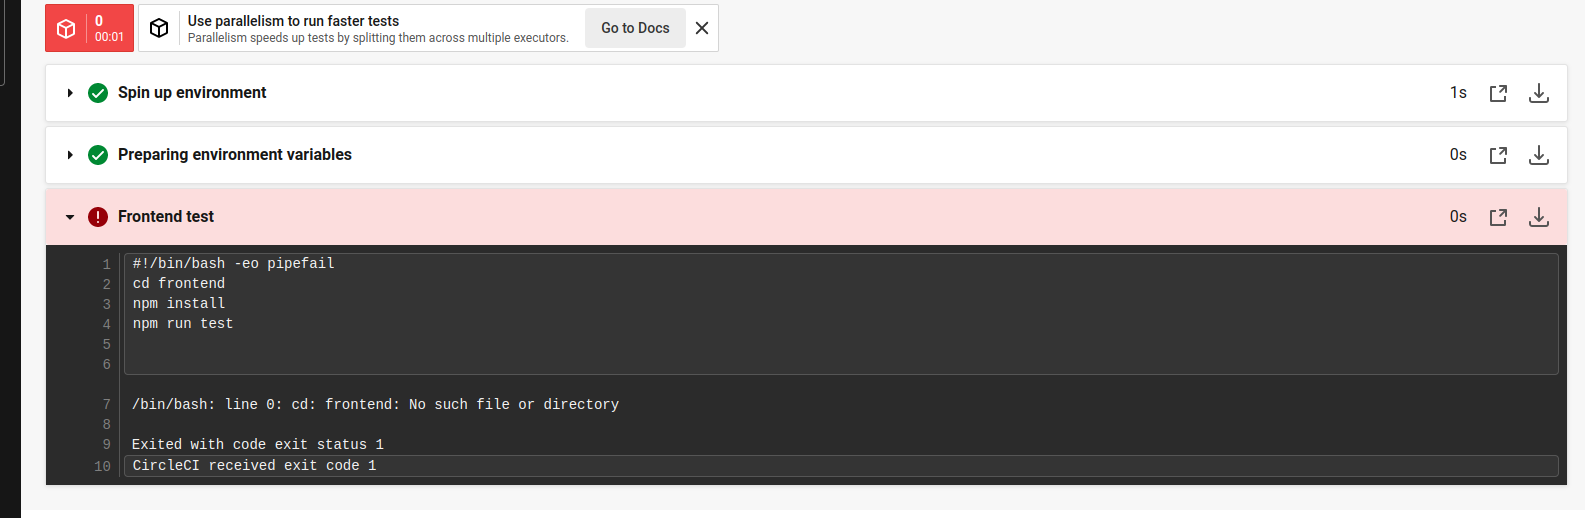 0
00:01
Use parallelism to run faster tests
Parallelism speeds up tests by splitting them across multiple executors.
Go to Docs
Spin up environment
1s
Preparing environment variables
0s
Frontend test
0s
1 #!/bin/bash -eo pipefail
2 cd frontend
3 npm install
4 npm run test
5
6
7 /bin/bash: line 0: cd: frontend: No such file or directory
8
9 Exited with code exit status 1
10 CircleCI received exit code 1